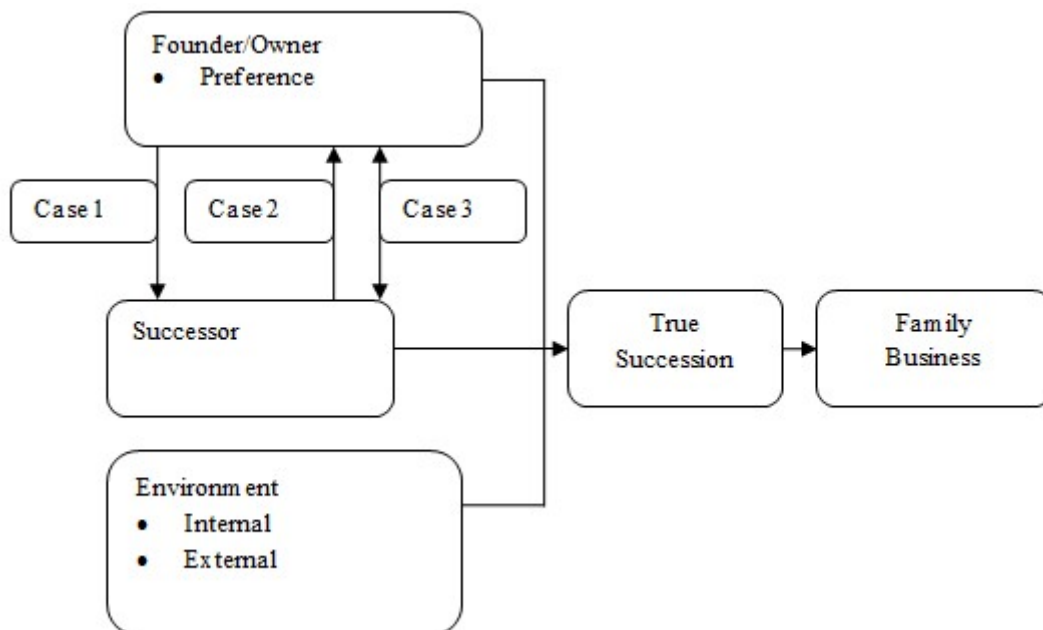 Founder/Owner
• Preference
Case 1
Case 2
Case 3
Successor
True
Succession
Family
Business
Environment
• Internal
• External